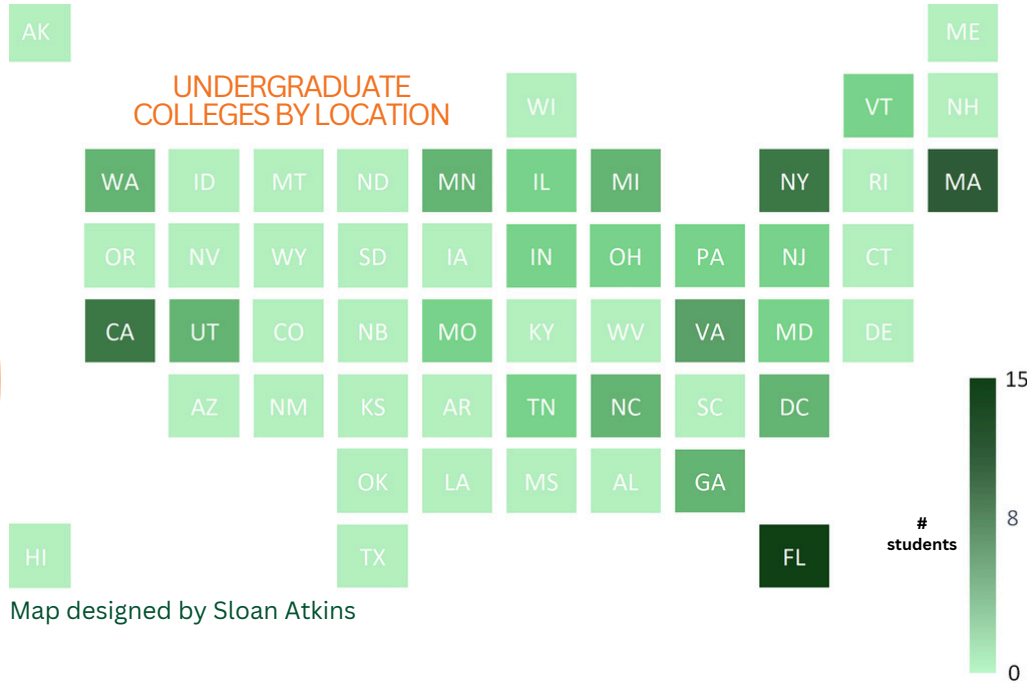 AK ME
UNDERGRADUATE
COLLEGES BY LOCATION
WI VT NH
WA ID MT ND MN IL MI NY RI MA
OR NV WY SD IA IN OH PA NJ CT
CA UT CO NB MO KY WV VA MD DE
AZ NM KS AR TN NC SC DC
15
OK LA MS AL GA
#
students
8
HI TX FL
Map designed by Sloan Atkins
0